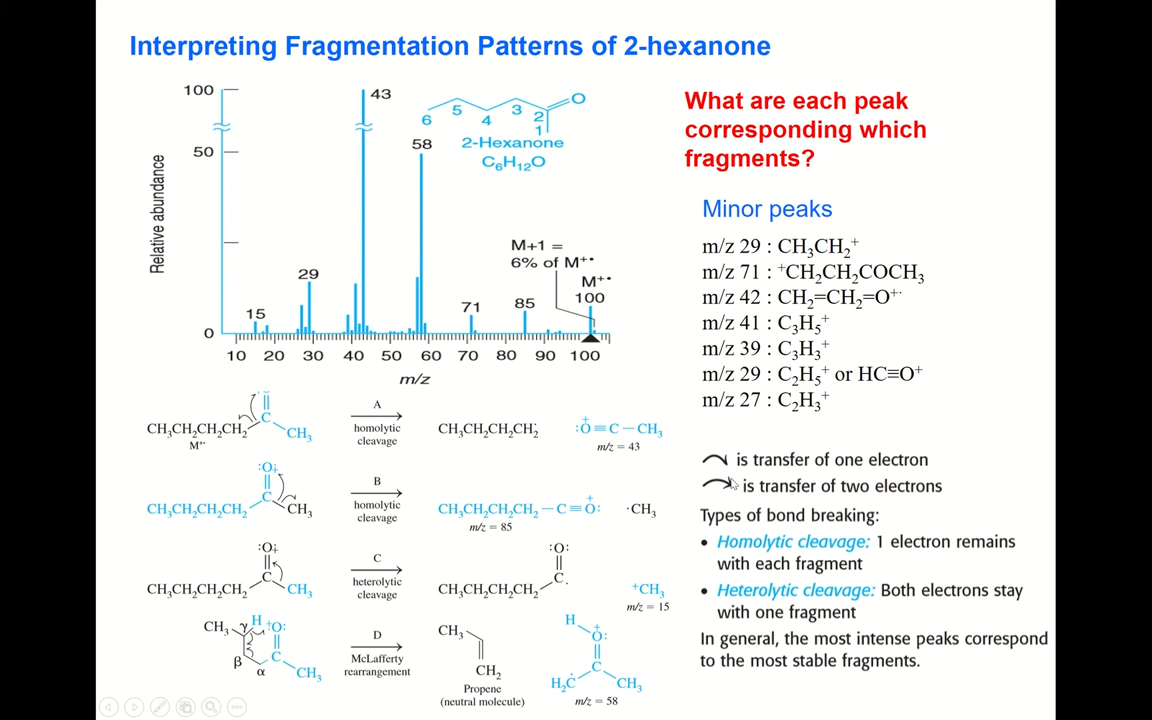 Interpreting Fragmentation Patterns of 2-hexanone
100
43
O
5
3
6
4
2
1
50
58
2-Hexanone
C₆H₁₂O
Relative abundance
M+1 =
6% of M⁺•
M⁺•
29
100
15
71
85
0
10 20 30 40 50 60 70 80 90 100
m/z
What are each peak
corresponding which
fragments?
Minor peaks
m/z 29 : CH₃CH₂⁺
m/z 71 : ⁺CH₂CH₂COCH₃
m/z 42 : CH₂=CH₂=O⁺·
m/z 41 : C₃H₅⁺
m/z 39 : C₃H₃⁺
m/z 29 : C₂H₅⁺ or HC≡O⁺
m/z 27 : C₂H₃⁺
CH₃CH₂CH₂CH₂ C CH₃
M⁺·
A
homolytic
cleavage
CH₃CH₂CH₂CH₂· :O⁺≡C−CH₃
m/z = 43
:O⁺·
CH₃CH₂CH₂CH₂ C CH₃
B
homolytic
cleavage
CH₃CH₂CH₂CH₂−C≡O⁺: ·CH₃
m/z = 85
:O⁺·
CH₃CH₂CH₂CH₂ C CH₃
C
heterolytic
cleavage
:O:
CH₃CH₂CH₂CH₂ C· ⁺CH₃
m/z = 15
CH₃ γ H ⁺·O:
β α C CH₃
D
McLafferty
rearrangement
CH₃
CH₂
Propene
(neutral molecule)
H
O⁺:
H₂Ċ C CH₃
m/z = 58
is transfer of one electron
is transfer of two electrons
Types of bond breaking:
• Homolytic cleavage: 1 electron remains
with each fragment
• Heterolytic cleavage: Both electrons stay
with one fragment
In general, the most intense peaks correspond
to the most stable fragments.